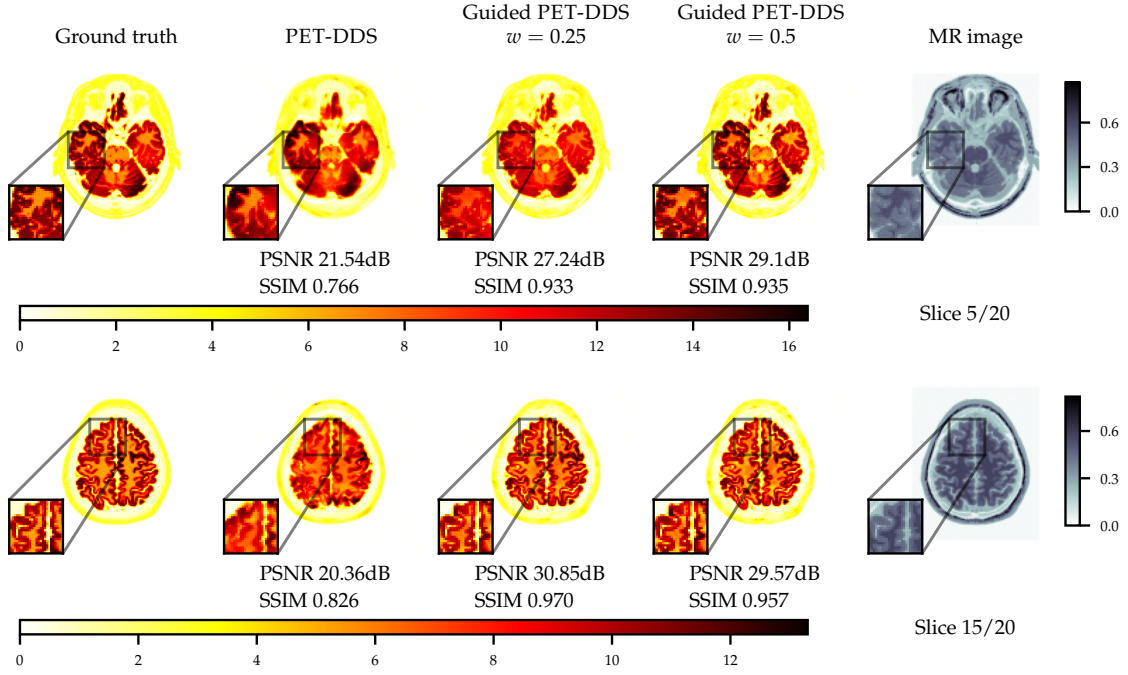 Ground truth
PET-DDS
Guided PET-DDS
w = 0.25
Guided PET-DDS
w = 0.5
MR image
0.6
0.3
0.0
PSNR 21.54dB
SSIM 0.766
PSNR 27.24dB
SSIM 0.933
PSNR 29.1dB
SSIM 0.935
Slice 5/20
0 2 4 6 8 10 12 14 16
0.6
0.3
0.0
PSNR 20.36dB
SSIM 0.826
PSNR 30.85dB
SSIM 0.970
PSNR 29.57dB
SSIM 0.957
Slice 15/20
0 2 4 6 8 10 12